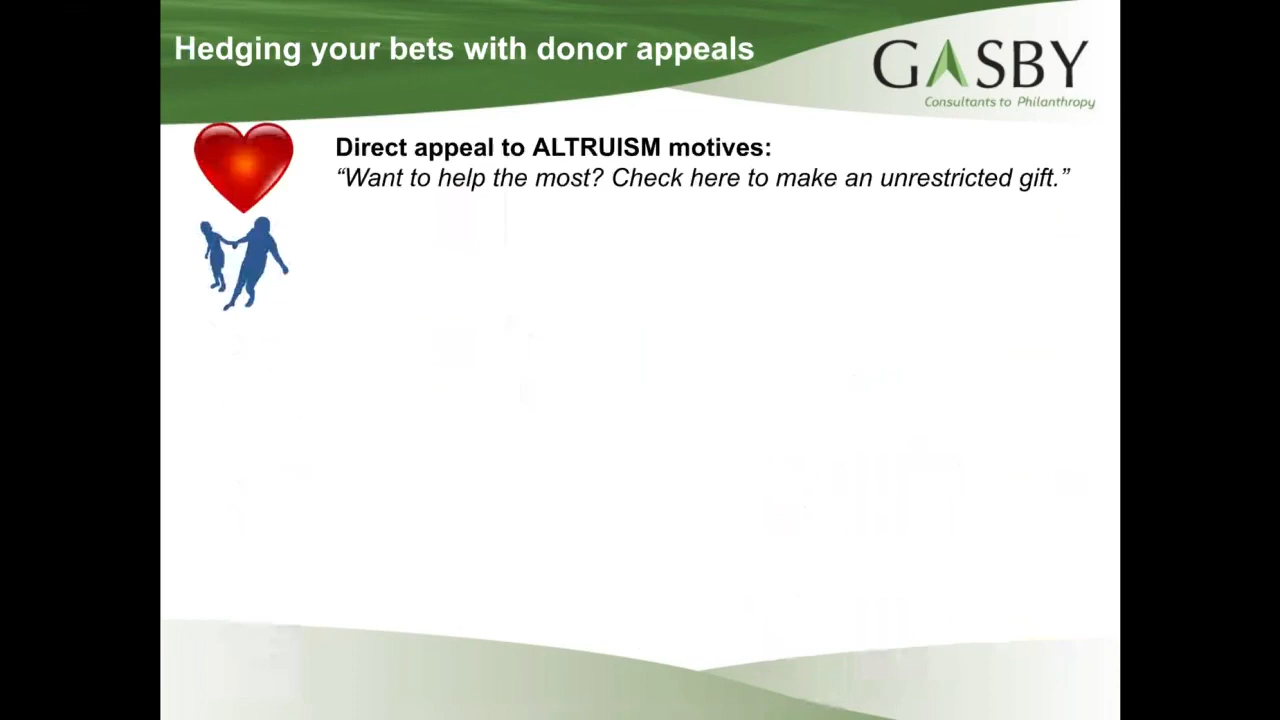 Hedging your bets with donor appeals
GASBY
Consultants to Philanthropy
Direct appeal to ALTRUISM motives:
“Want to help the most? Check here to make an unrestricted gift.”